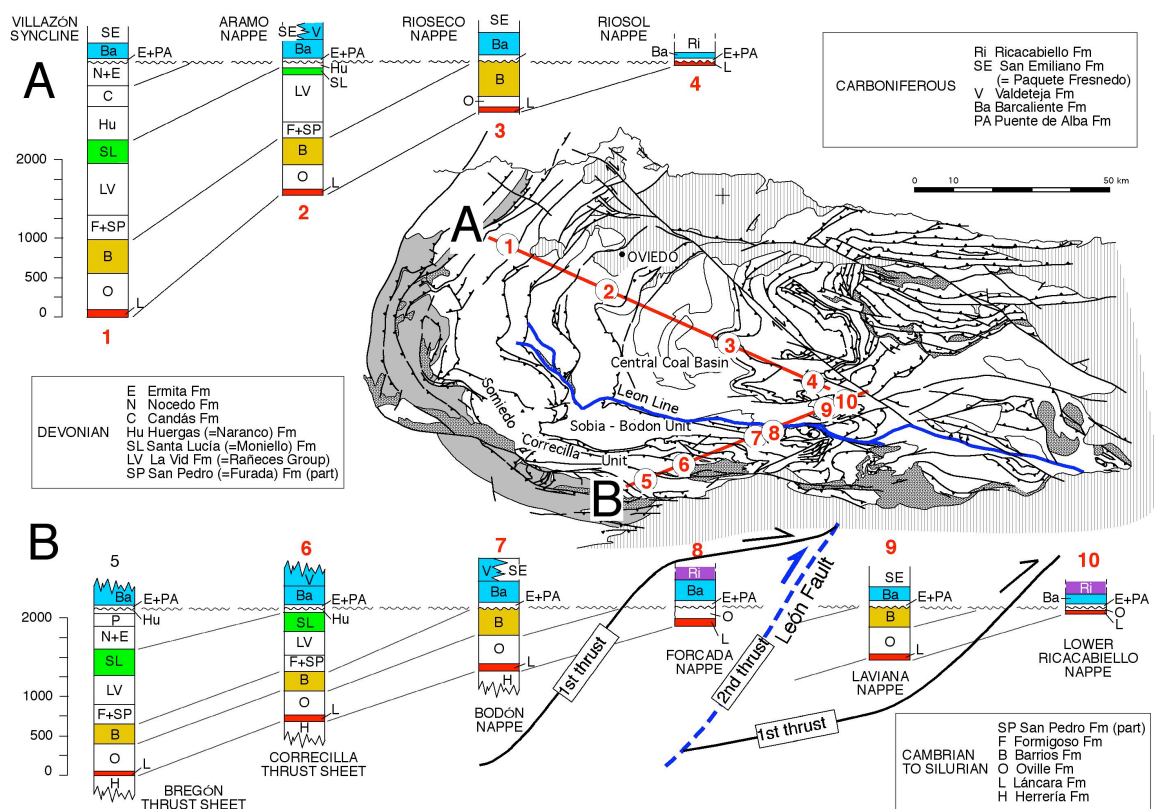 VILLAZÓN
SYNCLINE
ARAMO
NAPPE
RIOSECO
NAPPE
RIOSOL
NAPPE
A
SE
Ba
E+PA
N+E
C
Hu
SL
LV
F+SP
B
O
L
1
2000
1000
500
0
SE V
Ba
E+PA
Hu
SL
LV
F+SP
B
O
L
2
SE
Ba
E+PA
B
O
L
3
Ri
Ba
E+PA
L
4
CARBONIFEROUS
Ri Ricacabiello Fm
SE San Emiliano Fm
(= Paquete Fresnedo)
V Valdeteja Fm
Ba Barcaliente Fm
PA Puente de Alba Fm
0 10 50 km
A
1
OVIEDO
2
3
Central Coal Basin
4
10
9
8
7
6
5
B
Leon Line
Somiedo
Sobia - Bodon Unit
Correcilla Unit
DEVONIAN
E Ermita Fm
N Nocedo Fm
C Candás Fm
Hu Huergas (=Naranco) Fm
SL Santa Lucía (=Moniello) Fm
LV La Vid Fm (=Rañeces Group)
SP San Pedro (=Furada) Fm (part)
B
5
Ba
E+PA
P
Hu
N+E
SL
LV
F+SP
B
O
L
H
BREGÓN
THRUST SHEET
2000
1000
500
0
6
V
Ba
E+PA
SL
Hu
LV
F+SP
B
O
L
H
CORRECILLA
THRUST SHEET
7
V SE
Ba
E+PA
B
O
L
H
BODÓN
NAPPE
1st thrust
8
Ri
Ba
E+PA
O
L
FORCADA
NAPPE
2nd thrust
León Fault
1st thrust
9
SE
Ba
E+PA
B
O
L
LAVIANA
NAPPE
10
Ri
Ba
E+PA
O
L
LOWER
RICACABIELLO
NAPPE
CAMBRIAN
TO SILURIAN
SP San Pedro Fm (part)
F Formigoso Fm
B Barrios Fm
O Oville Fm
L Láncara Fm
H Herrería Fm